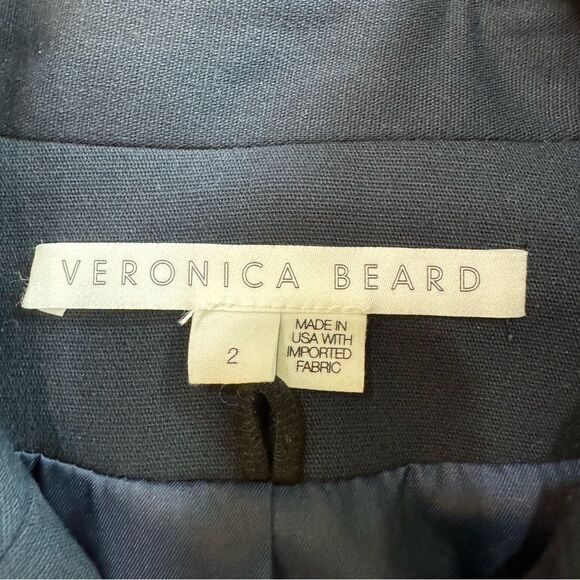 VERONICA BEARD
2
MADE IN
USA WITH
IMPORTED
FABRIC